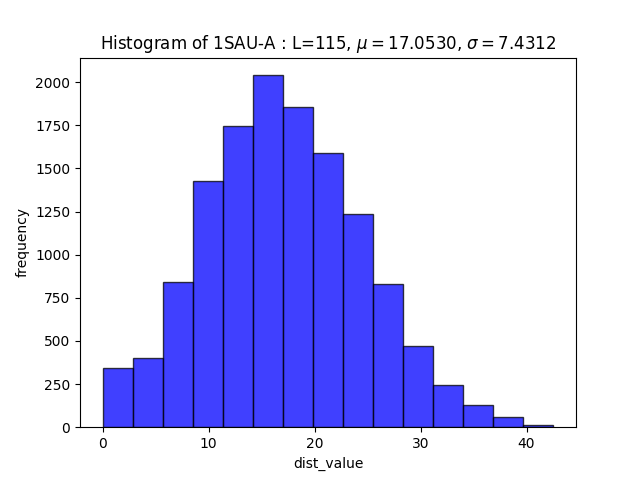 Histogram of 1SAU-A : L=115, μ = 17.0530, σ = 7.4312
2000
1750
1500
1250
1000
750
500
250
0
frequency
0 10 20 30 40
dist_value